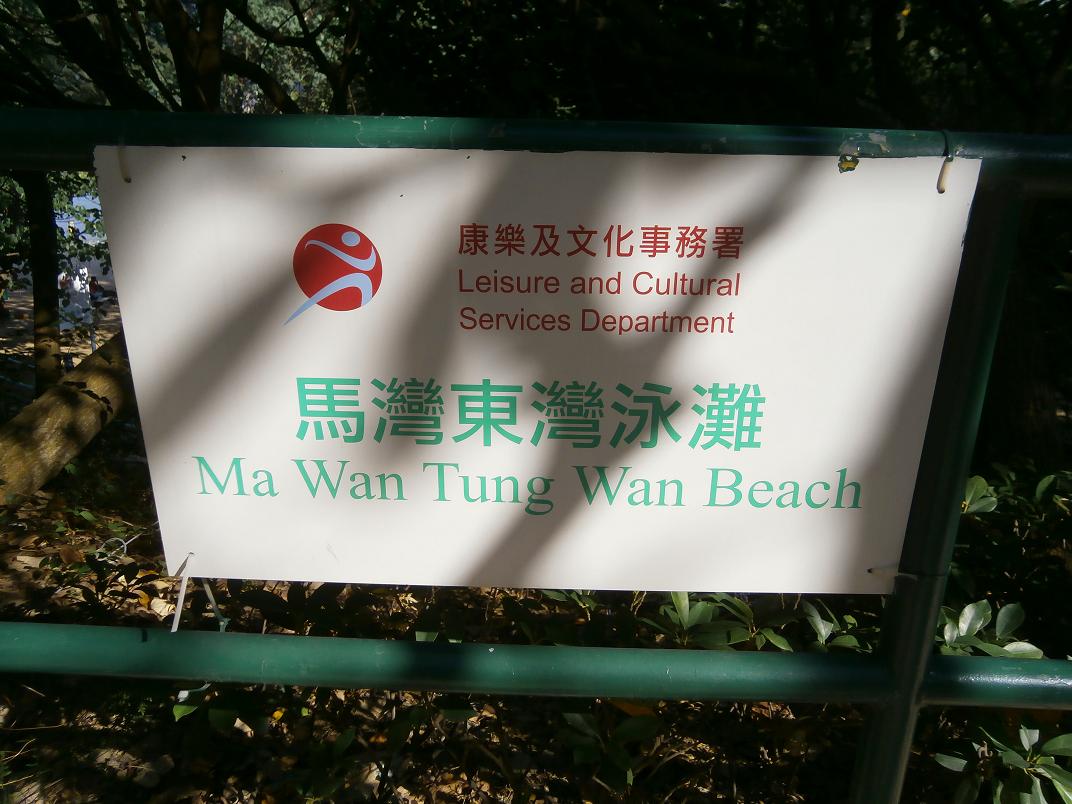 康樂及文化事務署
Leisure and Cultural
Services Department
馬灣東灣泳灘
Ma Wan Tung Wan Beach